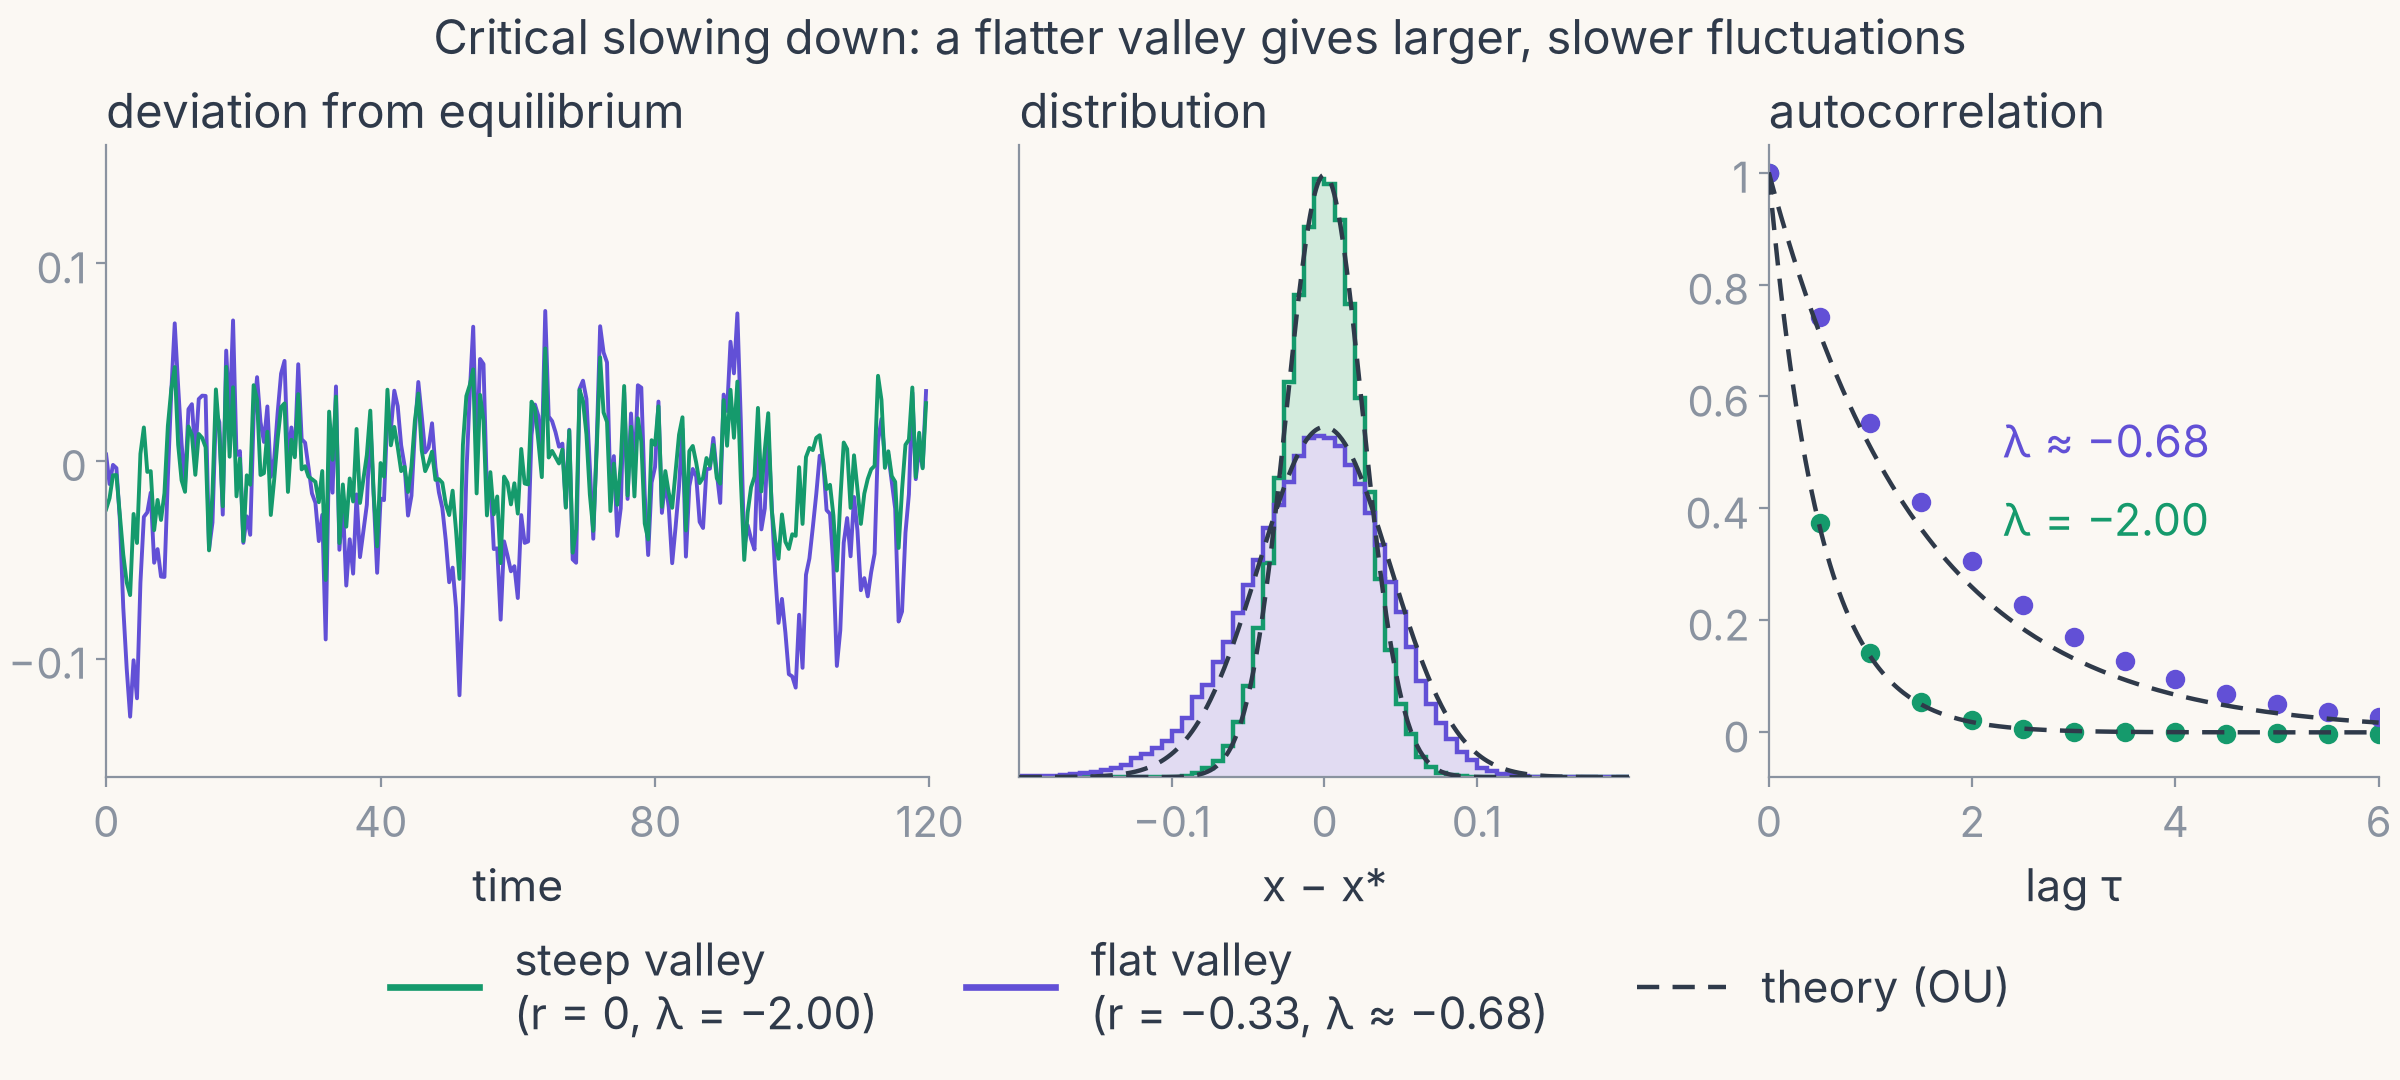 Critical slowing down: a flatter valley gives larger, slower fluctuations
deviation from equilibrium
0.1
0
−0.1
0
40
80
120
time
distribution
−0.1
0
0.1
x − x*
autocorrelation
1
0.8
0.6
0.4
0.2
0
λ ≈ −0.68
λ = −2.00
0
2
4
6
lag τ
steep valley
(r = 0, λ = −2.00)
flat valley
(r = −0.33, λ ≈ −0.68)
theory (OU)